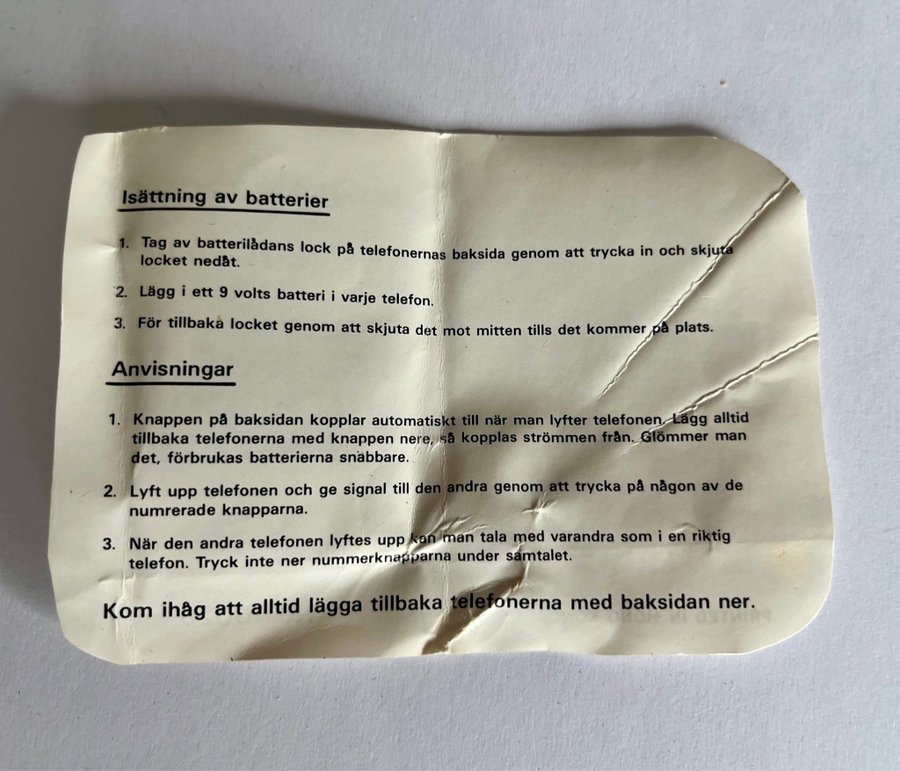 Isättning av batterier
1. Tag av batterilådans lock på telefonernas baksida genom att trycka in och skjuta
locket nedåt.
2. Lägg i ett 9 volts batteri i varje telefon.
3. För tillbaka locket genom att skjuta det mot mitten tills det kommer på plats.
Anvisningar
1. Knappen på baksidan kopplar automatiskt till när man lyfter telefonen. Lägg alltid
tillbaka telefonerna med knappen nere, så kopplas strömmen från. Glömmer man
det, förbrukas batterierna snabbare.
2. Lyft upp telefonen och ge signal till den andra genom att trycka på någon av de
numrerade knapparna.
3. När den andra telefonen lyftes upp kan man tala med varandra som i en riktig
telefon. Tryck inte ner nummerknapparna under samtalet.
Kom ihåg att alltid lägga tillbaka telefonerna med baksidan ner.
PRINTED IN